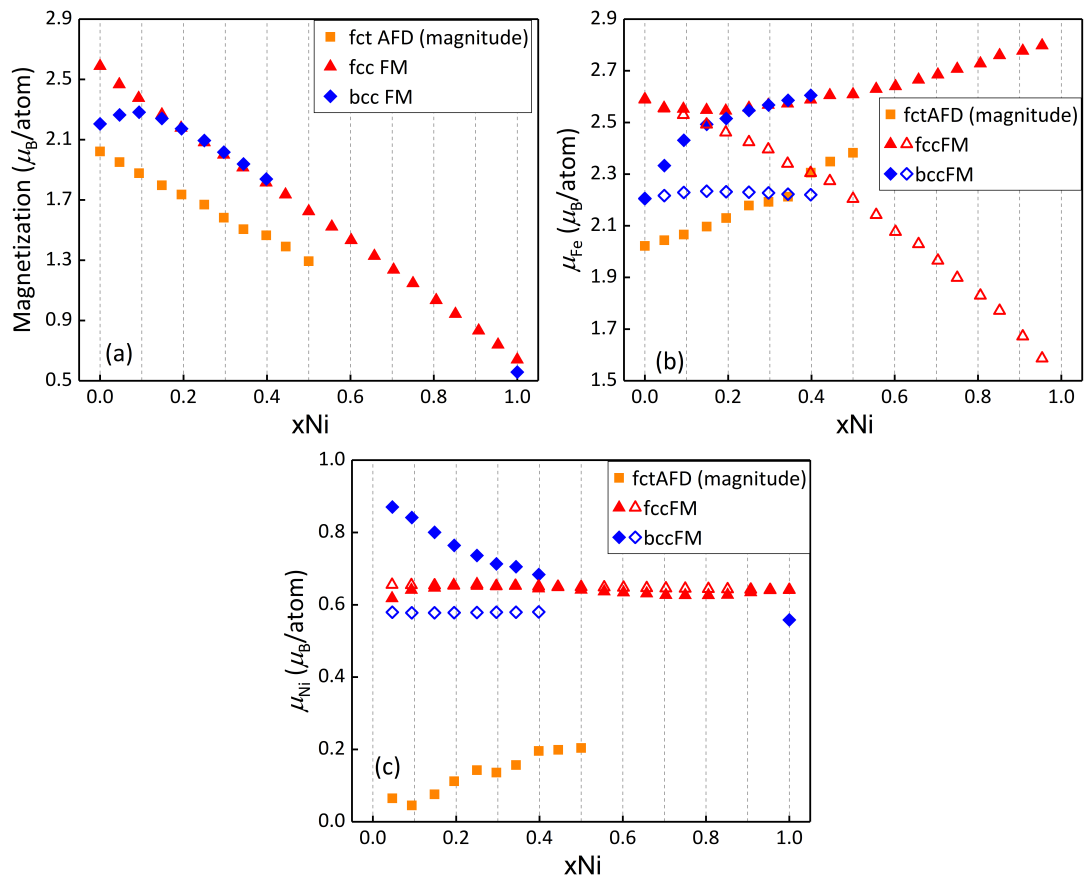 2.9
2.5
2.1
1.7
1.3
0.9
0.5
Magnetization (μB/atom)
fct AFD (magnitude)
fcc FM
bcc FM
(a)
0.0 0.2 0.4 0.6 0.8 1.0
xNi
2.9
2.7
2.5
2.3
2.1
1.9
1.7
1.5
μFe (μB/atom)
fctAFD (magnitude)
fccFM
bccFM
(b)
0.0 0.2 0.4 0.6 0.8 1.0
xNi
1.0
0.8
0.6
0.4
0.2
0.0
μNi (μB/atom)
fctAFD (magnitude)
fccFM
bccFM
(c)
0.0 0.2 0.4 0.6 0.8 1.0
xNi